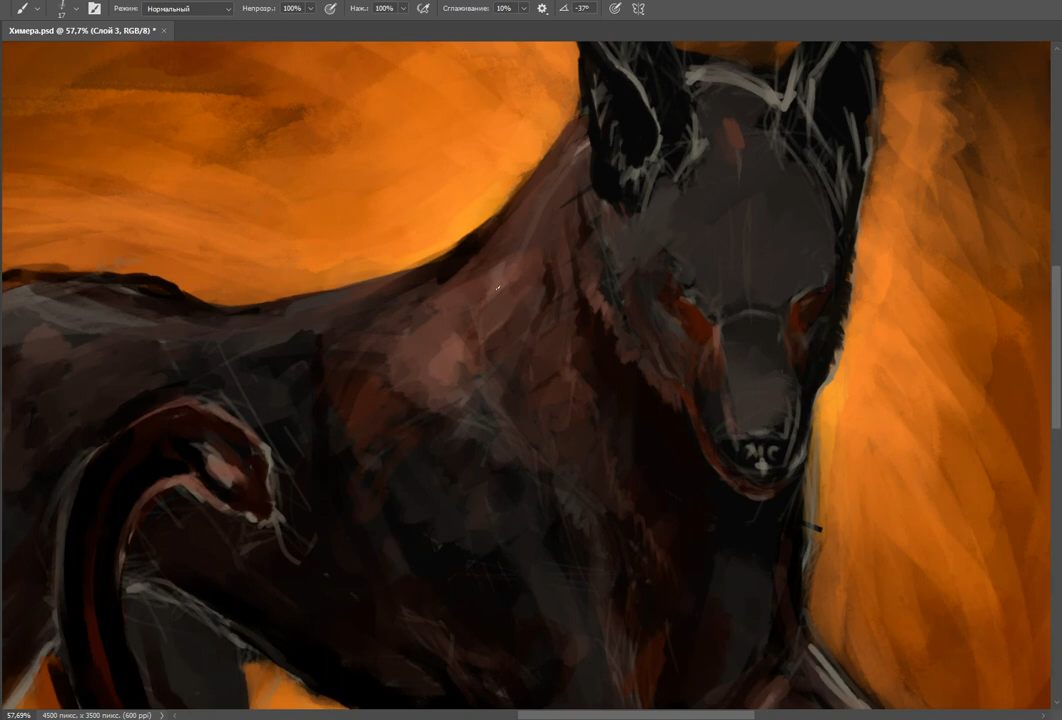 17 Режим: Нормальный Непрозр.: 100% Наж.: 100% Сглаживание: 10% -37°
Химера.psd @ 57,7% (Слой 3, RGB/8) * ×
57,69% 4500 пикс. x 3500 пикс. (600 ppi)